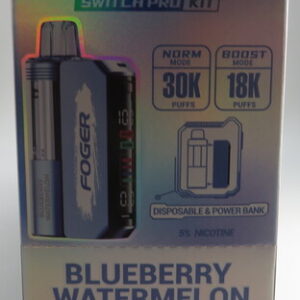 SWITCH PRO KIT
NORM
MODE
30K
PUFFS
BOOST
MODE
18K
PUFFS
FOGER
DISPOSABLE & POWER BANK
5% NICOTINE
BLUEBERRY
WATERMELON